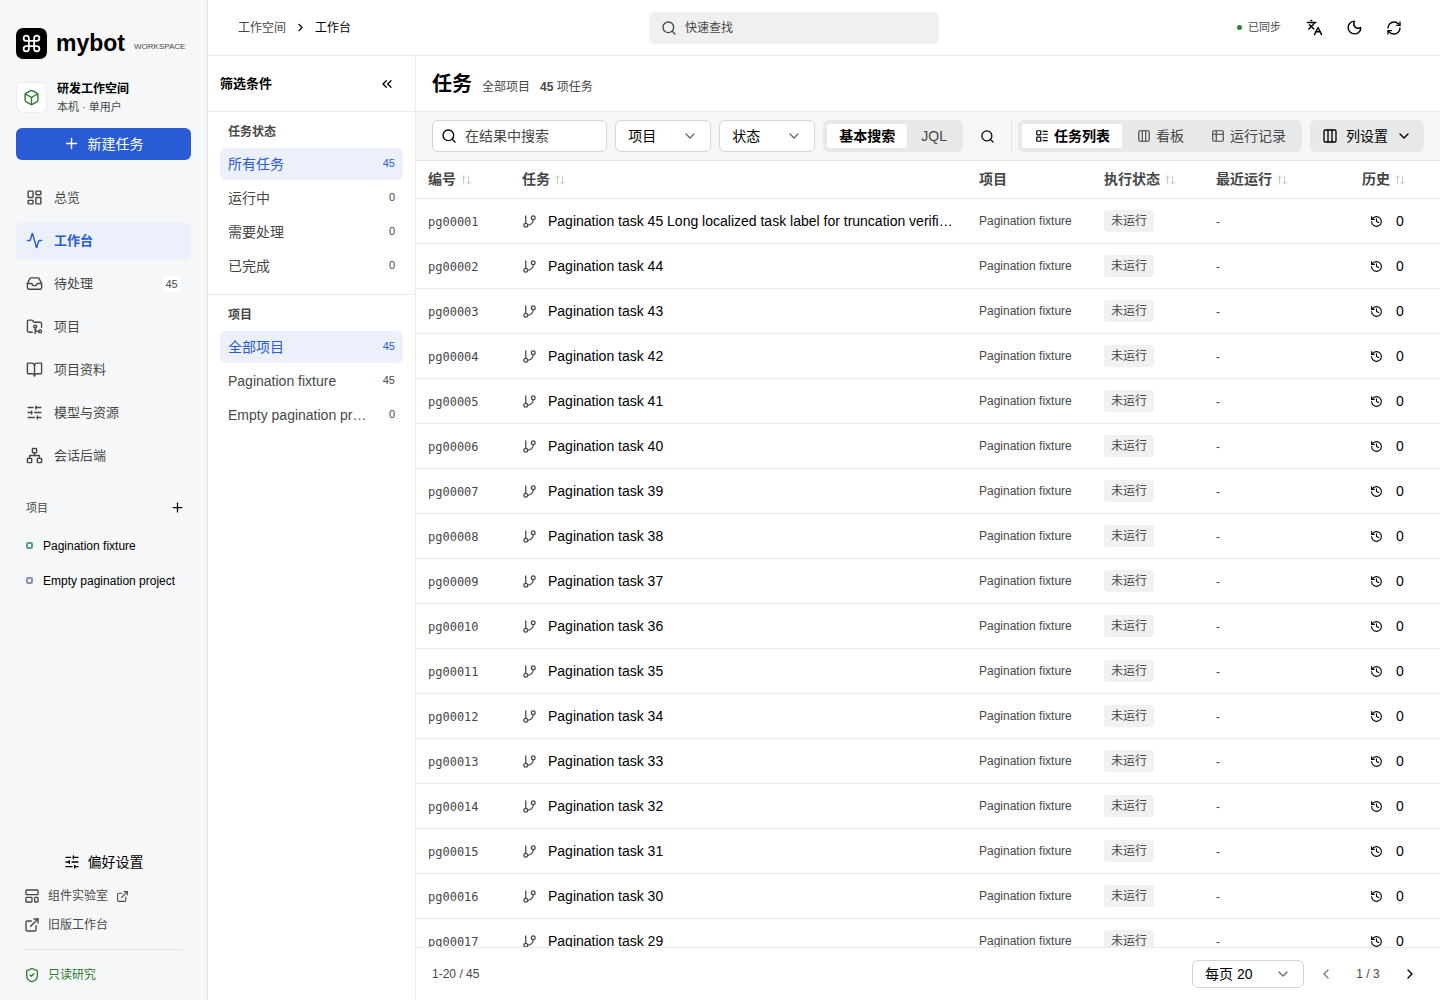 mybot WORKSPACE
研发工作空间
本机 · 单用户
新建任务
总览
工作台
待处理 45
项目
项目资料
模型与资源
会话后端
项目
Pagination fixture
Empty pagination project
偏好设置
组件实验室
旧版工作台
只读研究
工作空间 工作台
快速查找
已同步
筛选条件
任务状态
所有任务 45
运行中 0
需要处理 0
已完成 0
项目
全部项目 45
Pagination fixture 45
Empty pagination pr… 0
任务 全部项目 45 项任务
在结果中搜索 项目 状态 基本搜索 JQL 任务列表 看板 运行记录 列设置
编号 任务 项目 执行状态 最近运行 历史
pg00001 Pagination task 45 Long localized task label for truncation verifi… Pagination fixture 未运行 - 0
pg00002 Pagination task 44 Pagination fixture 未运行 - 0
pg00003 Pagination task 43 Pagination fixture 未运行 - 0
pg00004 Pagination task 42 Pagination fixture 未运行 - 0
pg00005 Pagination task 41 Pagination fixture 未运行 - 0
pg00006 Pagination task 40 Pagination fixture 未运行 - 0
pg00007 Pagination task 39 Pagination fixture 未运行 - 0
pg00008 Pagination task 38 Pagination fixture 未运行 - 0
pg00009 Pagination task 37 Pagination fixture 未运行 - 0
pg00010 Pagination task 36 Pagination fixture 未运行 - 0
pg00011 Pagination task 35 Pagination fixture 未运行 - 0
pg00012 Pagination task 34 Pagination fixture 未运行 - 0
pg00013 Pagination task 33 Pagination fixture 未运行 - 0
pg00014 Pagination task 32 Pagination fixture 未运行 - 0
pg00015 Pagination task 31 Pagination fixture 未运行 - 0
pg00016 Pagination task 30 Pagination fixture 未运行 - 0
pg00017 Pagination task 29 Pagination fixture 未运行 - 0
1-20 / 45 每页 20 1 / 3